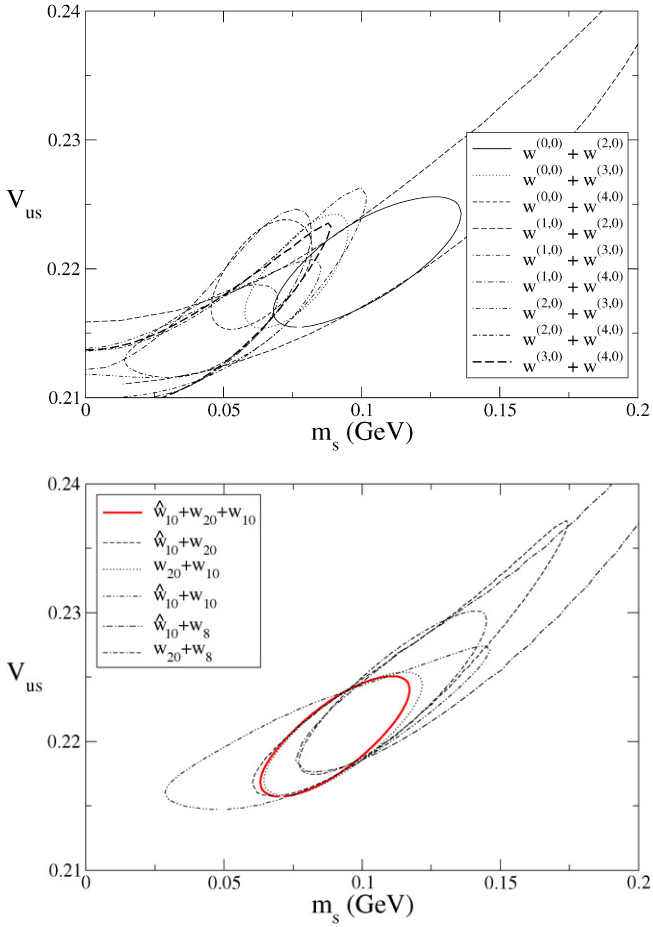 0.24
0.23
V_us
0.22
0.21
w^(0,0) + w^(2,0)
w^(0,0) + w^(3,0)
w^(0,0) + w^(4,0)
w^(1,0) + w^(2,0)
w^(1,0) + w^(3,0)
w^(1,0) + w^(4,0)
w^(2,0) + w^(3,0)
w^(2,0) + w^(4,0)
w^(3,0) + w^(4,0)
0 0.05 0.1 0.15 0.2
m_s (GeV)
0.24
ŵ_10+w_20+w_10
ŵ_10+w_20
w_20+w_10
ŵ_10+w_10
ŵ_10+w_8
w_20+w_8
0.23
V_us
0.22
0.21
0 0.05 0.1 0.15 0.2
m_s (GeV)